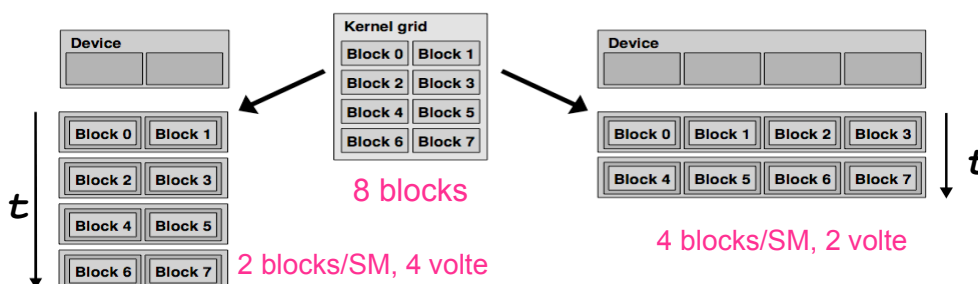 Device
Block 0 Block 1
Block 2 Block 3
Block 4 Block 5
Block 6 Block 7
t
2 blocks/SM, 4 volte
Kernel grid
Block 0 Block 1
Block 2 Block 3
Block 4 Block 5
Block 6 Block 7
8 blocks
Device
Block 0 Block 1 Block 2 Block 3
Block 4 Block 5 Block 6 Block 7
t
4 blocks/SM, 2 volte